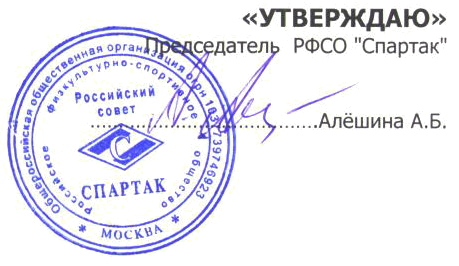 «УТВЕРЖДАЮ»
Председатель РФСО "Спартак"
Алёшина А.Б.
Общероссийская общественная организация
Российское физкультурно-спортивное общество
Российский
совет
С
СПАРТАК
* МОСКВА *